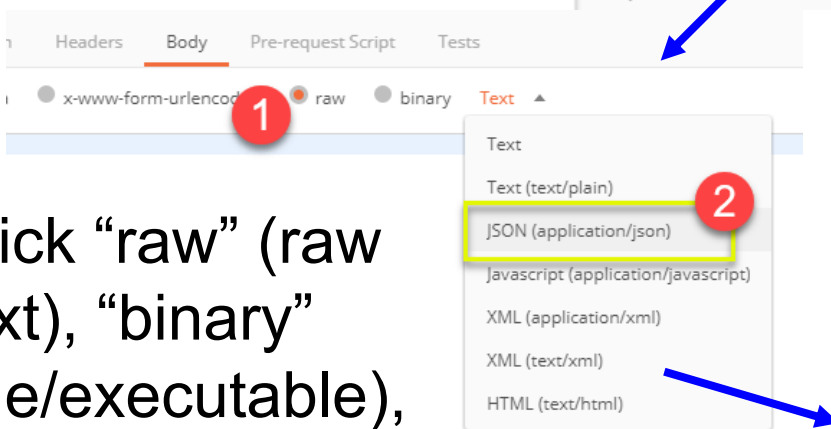 Headers Body Pre-request Script Tests
x-www-form-urlencod 1 raw binary Text
Text
Text (text/plain)
2
JSON (application/json)
Javascript (application/javascript)
XML (application/xml)
XML (text/xml)
HTML (text/html)
ick “raw” (raw
xt), “binary”
e/executable),